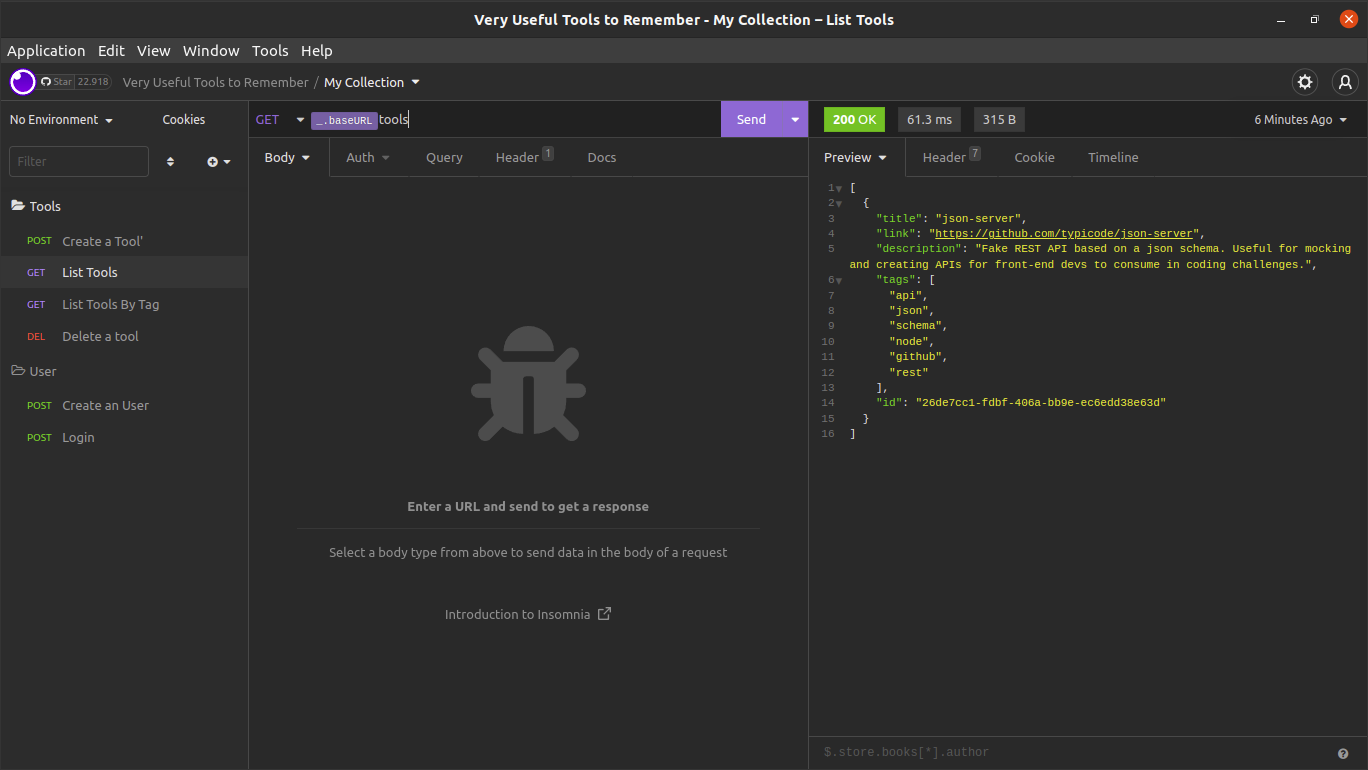 Very Useful Tools to Remember - My Collection – List Tools
Application Edit View Window Tools Help
Star 22.918 Very Useful Tools to Remember / My Collection
No Environment Cookies
Filter
Tools
POST Create a Tool'
GET List Tools
GET List Tools By Tag
DEL Delete a tool
User
POST Create an User
POST Login
GET _.baseURL tools Send
Body Auth Query Header 1 Docs
Enter a URL and send to get a response
Select a body type from above to send data in the body of a request
Introduction to Insomnia
200 OK 61.3 ms 315 B 6 Minutes Ago
Preview Header 7 Cookie Timeline
1 [
2 {
3 "title": "json-server",
4 "link": "https://github.com/typicode/json-server",
5 "description": "Fake REST API based on a json schema. Useful for mocking
and creating APIs for front-end devs to consume in coding challenges.",
6 "tags": [
7 "api",
8 "json",
9 "schema",
10 "node",
11 "github",
12 "rest"
13 ],
14 "id": "26de7cc1-fdbf-406a-bb9e-ec6edd38e63d"
15 }
16 ]
$.store.books[*].author